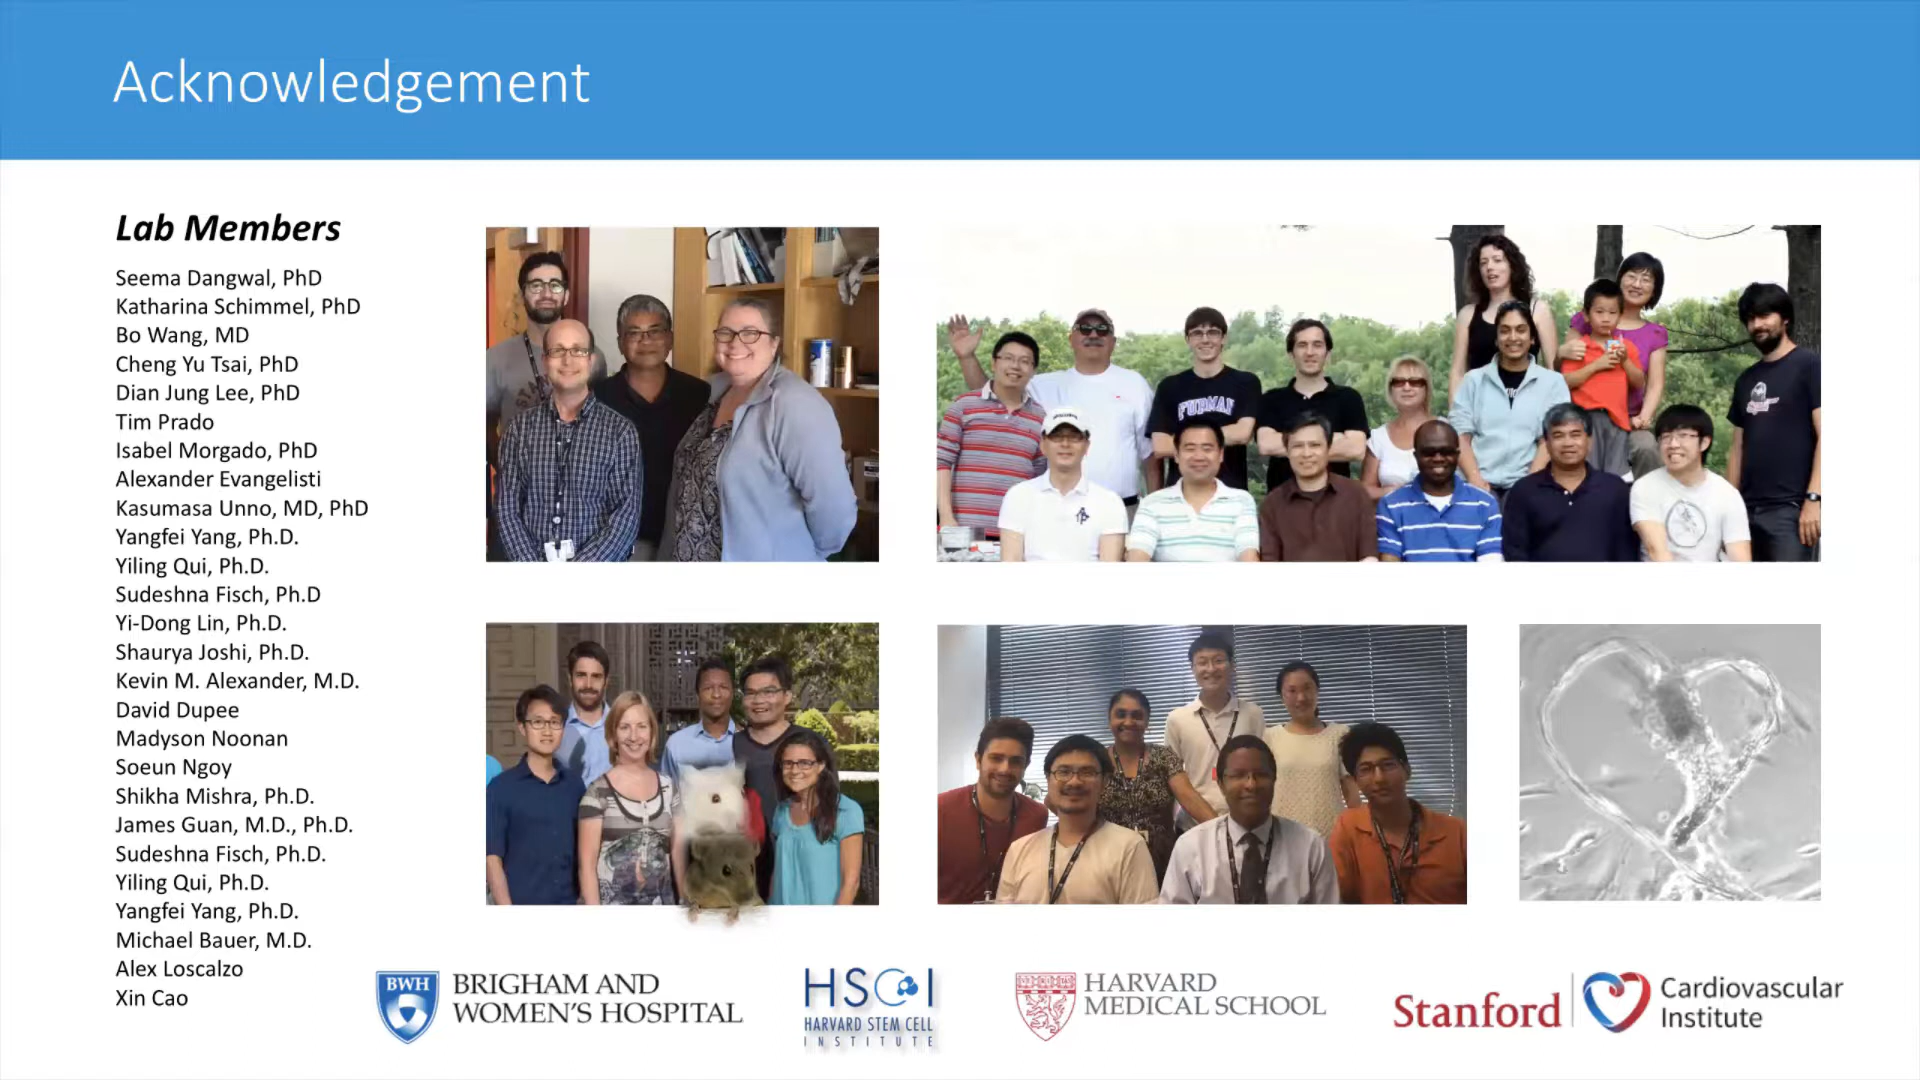 Acknowledgement
Lab Members
Seema Dangwal, PhD
Katharina Schimmel, PhD
Bo Wang, MD
Cheng Yu Tsai, PhD
Dian Jung Lee, PhD
Tim Prado
Isabel Morgado, PhD
Alexander Evangelisti
Kasumasa Unno, MD, PhD
Yangfei Yang, Ph.D.
Yiling Qui, Ph.D.
Sudeshna Fisch, Ph.D
Yi-Dong Lin, Ph.D.
Shaurya Joshi, Ph.D.
Kevin M. Alexander, M.D.
David Dupee
Madyson Noonan
Soeun Ngoy
Shikha Mishra, Ph.D.
James Guan, M.D., Ph.D.
Sudeshna Fisch, Ph.D.
Yiling Qui, Ph.D.
Yangfei Yang, Ph.D.
Michael Bauer, M.D.
Alex Loscalzo
Xin Cao
FURMAN
BWH
BRIGHAM AND
WOMEN'S HOSPITAL
HSCI
HARVARD STEM CELL
INSTITUTE
HARVARD
MEDICAL SCHOOL
Stanford
Cardiovascular
Institute